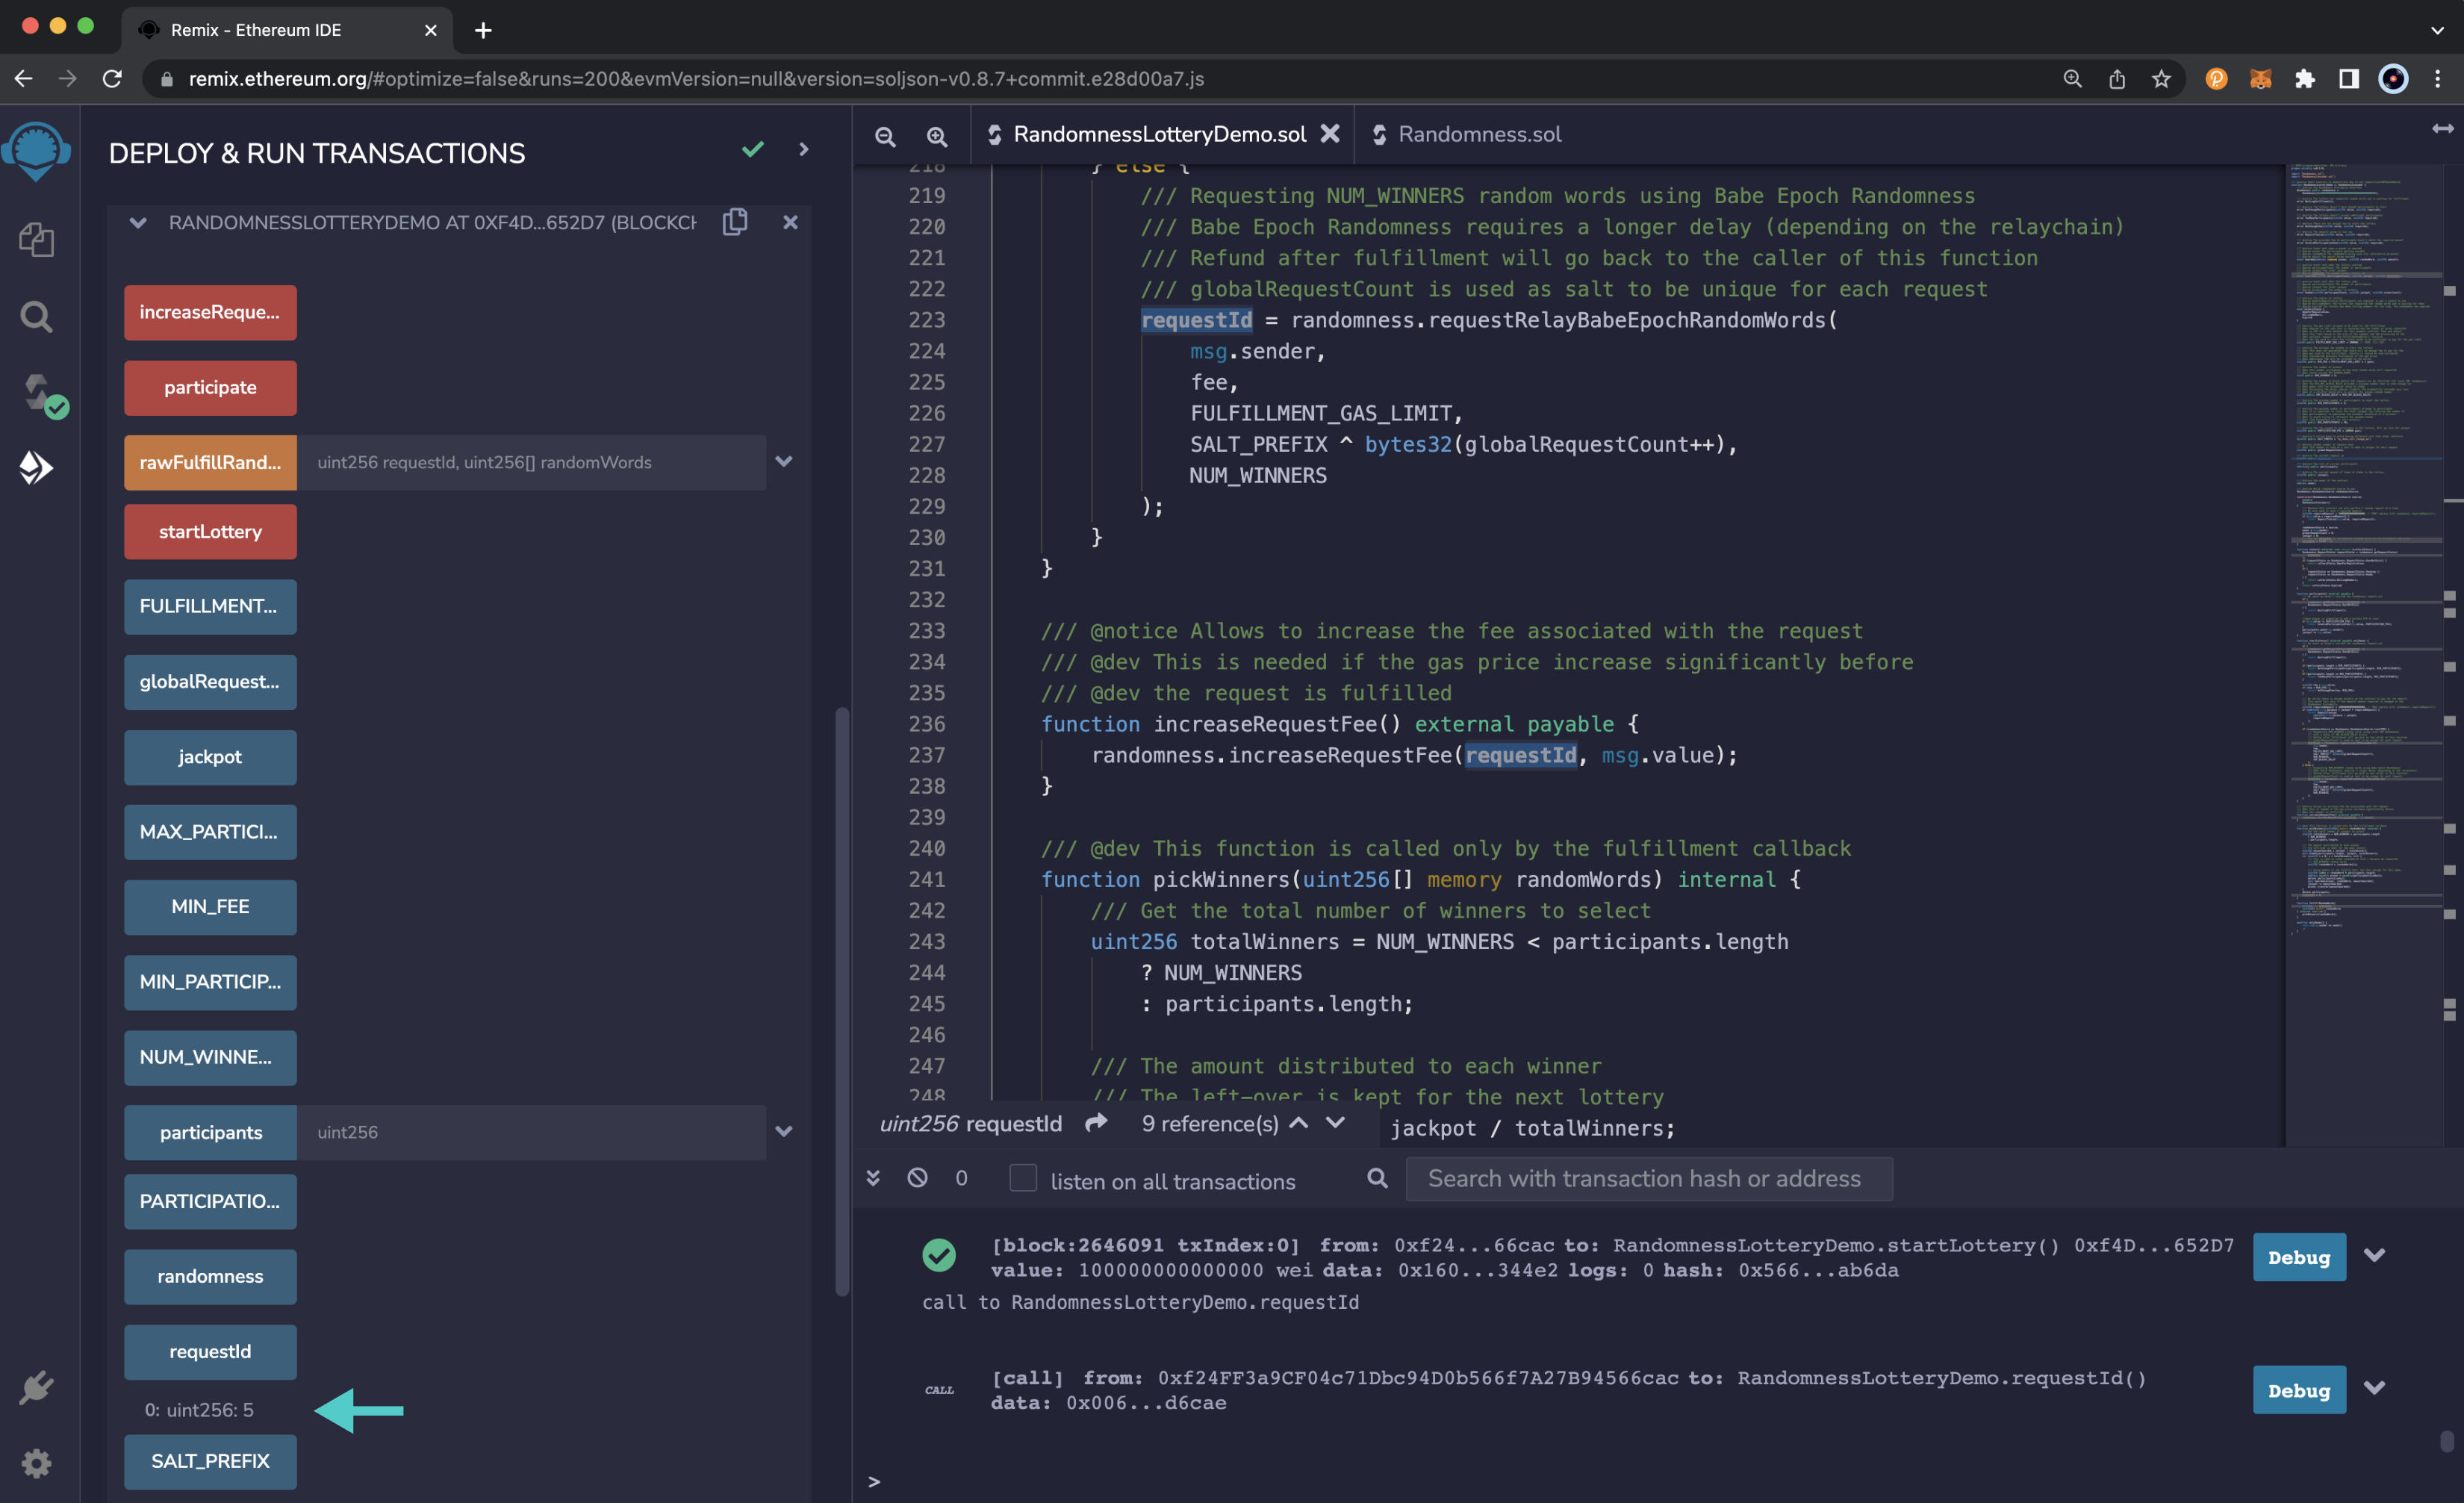 Remix - Ethereum IDE
remix.ethereum.org/#optimize=false&runs=200&evmVersion=null&version=soljson-v0.8.7+commit.e28d00a7.js
DEPLOY & RUN TRANSACTIONS
RANDOMNESSLOTTERYDEMO AT 0XF4D...652D7 (BLOCKCH
increaseReque...
participate
rawFulfillRand... uint256 requestId, uint256[] randomWords
startLottery
FULFILLMENT...
globalRequest...
jackpot
MAX_PARTICI...
MIN_FEE
MIN_PARTICIP...
NUM_WINNE...
participants uint256
PARTICIPATIO...
randomness
requestId
0: uint256: 5
SALT_PREFIX
RandomnessLotteryDemo.sol Randomness.sol
218 } else {
219 /// Requesting NUM_WINNERS random words using Babe Epoch Randomness
220 /// Babe Epoch Randomness requires a longer delay (depending on the relaychain)
221 /// Refund after fulfillment will go back to the caller of this function
222 /// globalRequestCount is used as salt to be unique for each request
223 requestId = randomness.requestRelayBabeEpochRandomWords(
224 msg.sender,
225 fee,
226 FULFILLMENT_GAS_LIMIT,
227 SALT_PREFIX ^ bytes32(globalRequestCount++),
228 NUM_WINNERS
229 );
230 }
231 }
232
233 /// @notice Allows to increase the fee associated with the request
234 /// @dev This is needed if the gas price increase significantly before
235 /// @dev the request is fulfilled
236 function increaseRequestFee() external payable {
237 randomness.increaseRequestFee(requestId, msg.value);
238 }
239
240 /// @dev This function is called only by the fulfillment callback
241 function pickWinners(uint256[] memory randomWords) internal {
242 /// Get the total number of winners to select
243 uint256 totalWinners = NUM_WINNERS < participants.length
244 ? NUM_WINNERS
245 : participants.length;
246
247 /// The amount distributed to each winner
248 /// The left-over is kept for the next lottery
uint256 requestId 9 reference(s) jackpot / totalWinners;
0 listen on all transactions Search with transaction hash or address
[block:2646091 txIndex:0] from: 0xf24...66cac to: RandomnessLotteryDemo.startLottery() 0xf4D...652D7
value: 100000000000000 wei data: 0x160...344e2 logs: 0 hash: 0x566...ab6da
Debug
call to RandomnessLotteryDemo.requestId
CALL [call] from: 0xf24FF3a9CF04c71Dbc94D0b566f7A27B94566cac to: RandomnessLotteryDemo.requestId()
data: 0x006...d6cae
Debug
>